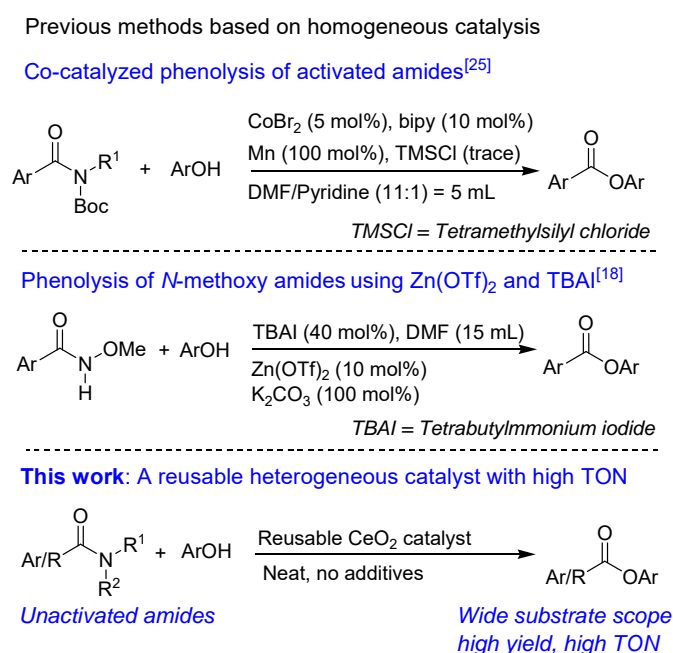 Previous methods based on homogeneous catalysis
Co-catalyzed phenolysis of activated amides[25]
O
Ar
N
R1
Boc
+
ArOH
CoBr2 (5 mol%), bipy (10 mol%)
Mn (100 mol%), TMSCl (trace)
DMF/Pyridine (11:1) = 5 mL
O
Ar
OAr
TMSCl = Tetramethylsilyl chloride
Phenolysis of N-methoxy amides using Zn(OTf)2 and TBAI[18]
O
Ar
N
H
OMe
+ ArOH
TBAI (40 mol%), DMF (15 mL)
Zn(OTf)2 (10 mol%)
K2CO3 (100 mol%)
O
Ar
OAr
TBAI = Tetrabutylmmonium iodide
This work: A reusable heterogeneous catalyst with high TON
O
Ar/R
N
R1
R2
+ ArOH
Reusable CeO2 catalyst
Neat, no additives
O
Ar/R
OAr
Unactivated amides
Wide substrate scope
high yield, high TON